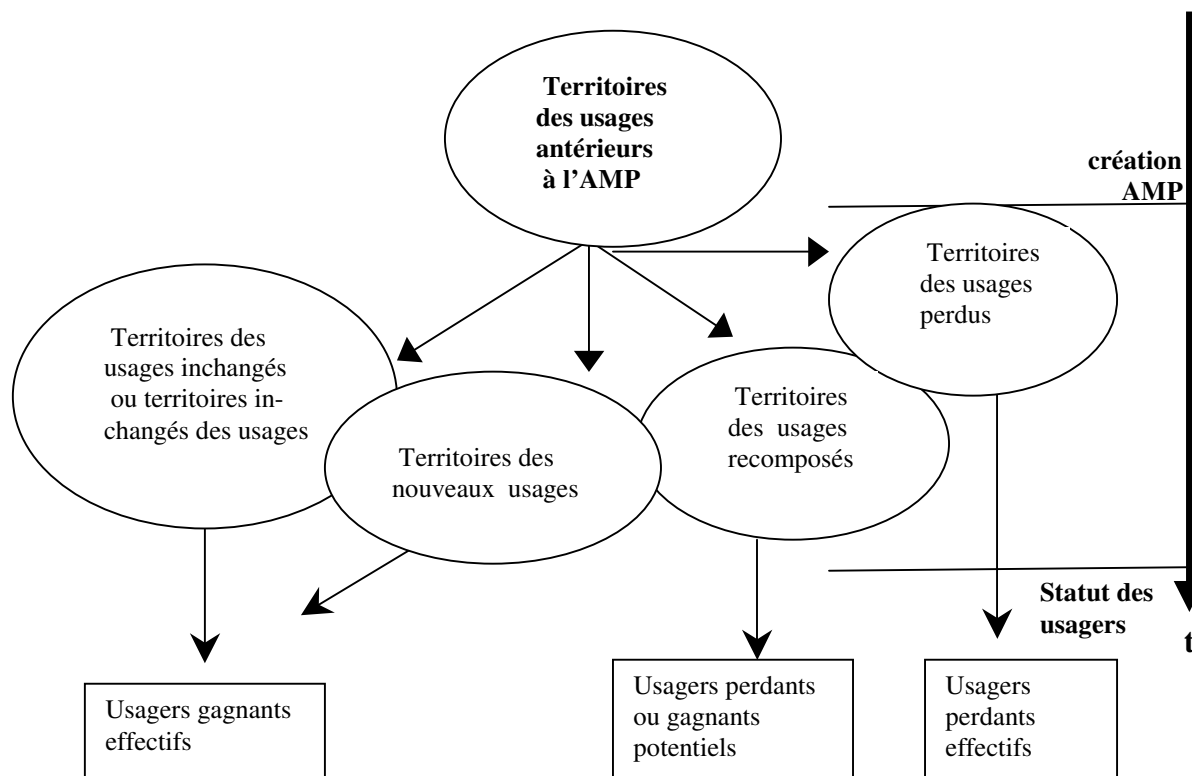 Territoires
des usages
antérieurs
à l’AMP
création
AMP
Territoires
des usages
perdus
Territoires des
usages inchangés
ou territoires in-
changés des usages
Territoires des
nouveaux usages
Territoires
des usages
recomposés
Statut des
usagers
t
Usagers gagnants
effectifs
Usagers perdants
ou gagnants
potentiels
Usagers
perdants
effectifs